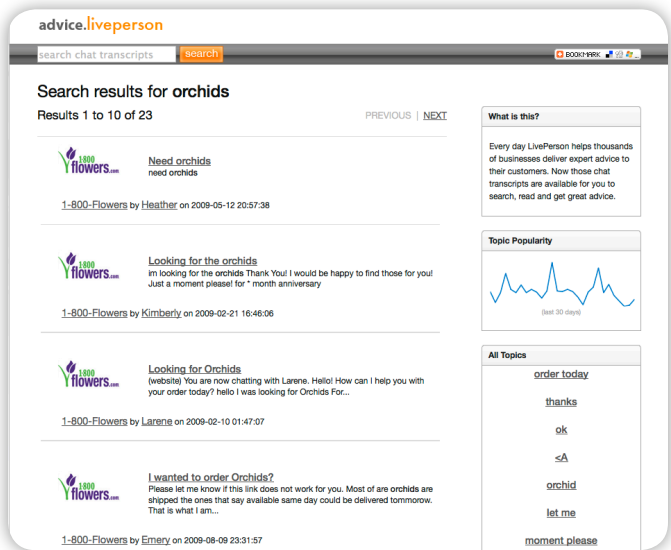 advice.liveperson
search chat transcripts
search
BOOKMARK
Search results for orchids
Results 1 to 10 of 23
PREVIOUS | NEXT
1·800
flowers.com
Need orchids
need orchids
1-800-Flowers by Heather on 2009-05-12 20:57:38
1·800
flowers.com
Looking for the orchids
im looking for the orchids Thank You! I would be happy to find those for you!
Just a moment please! for * month anniversary
1-800-Flowers by Kimberly on 2009-02-21 16:46:06
1·800
flowers.com
Looking for Orchids
(website) You are now chatting with Larene. Hello! How can I help you with
your order today? hello I was looking for Orchids For...
1-800-Flowers by Larene on 2009-02-10 01:47:07
1·800
flowers.com
I wanted to order Orchids?
Please let me know if this link does not work for you. Most of are orchids are
shipped the ones that say available same day could be delivered tommorow.
That is what I am...
1-800-Flowers by Emery on 2009-08-09 23:31:57
What is this?
Every day LivePerson helps thousands
of businesses deliver expert advice to
their customers. Now those chat
transcripts are available for you to
search, read and get great advice.
Topic Popularity
(last 30 days)
All Topics
order today
thanks
ok
<A
orchid
let me
moment please